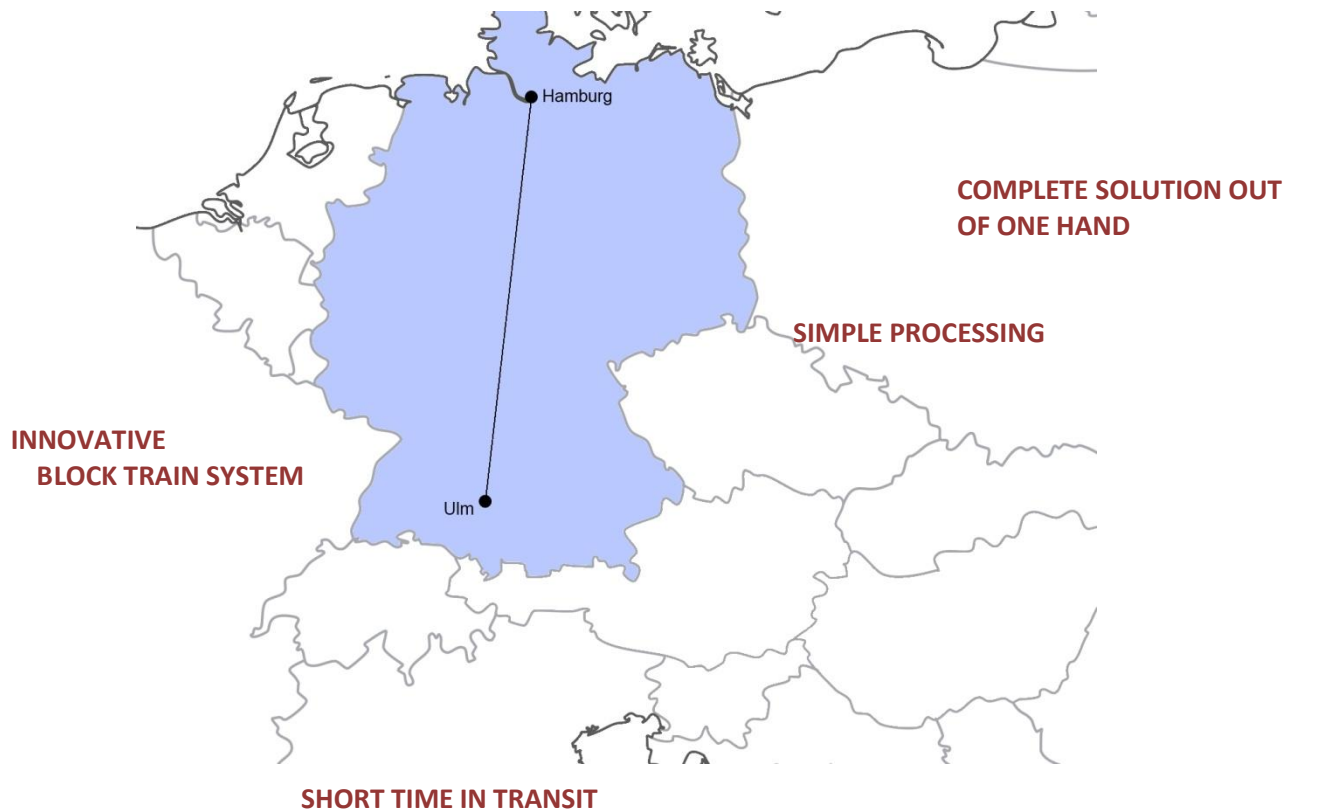 Hamburg
COMPLETE SOLUTION OUT
OF ONE HAND
SIMPLE PROCESSING
INNOVATIVE
BLOCK TRAIN SYSTEM
Ulm
SHORT TIME IN TRANSIT